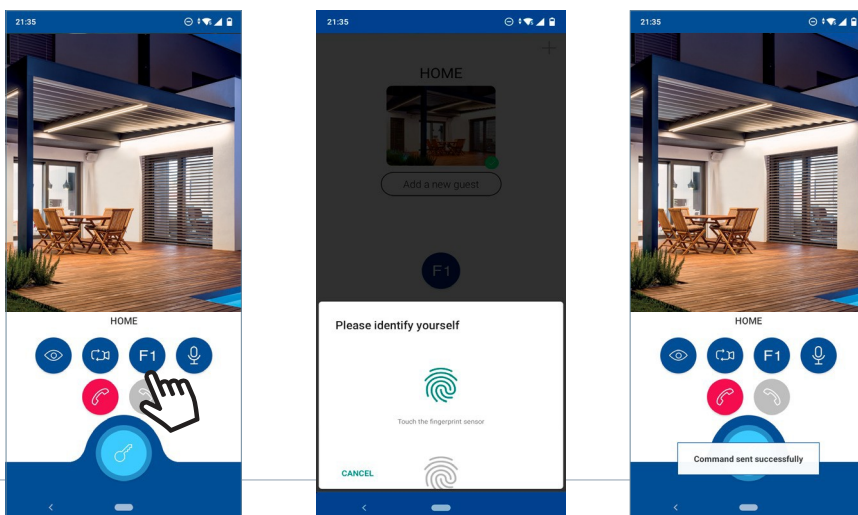 21:35
HOME
F1
21:35
HOME
Add a new guest
F1
Please identify yourself
Touch the fingerprint sensor
CANCEL
21:35
HOME
F1
Command sent successfully